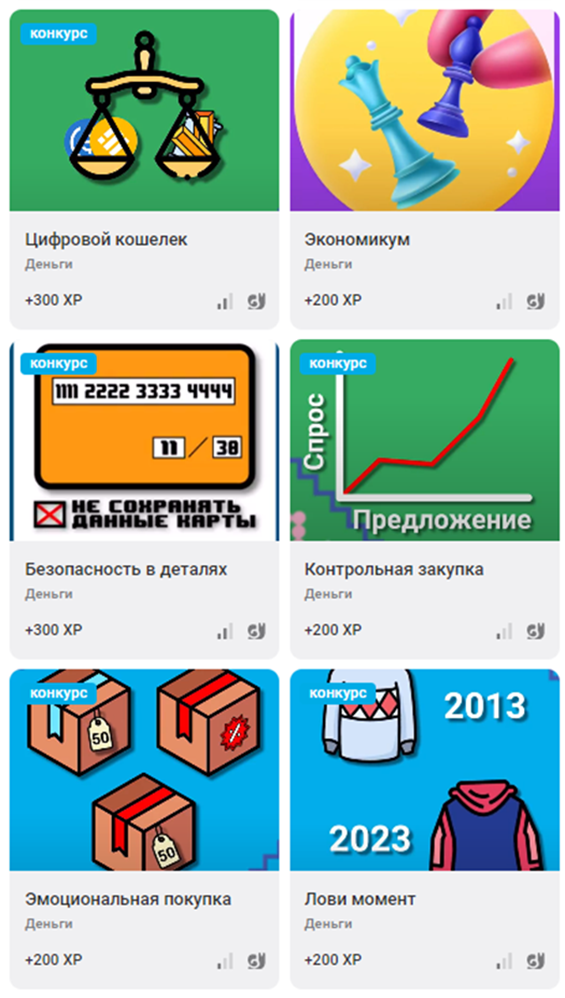 конкурс
Цифровой кошелек
Деньги
+300 XP
Экономикум
Деньги
+200 XP
конкурс
1111 2222 3333 4444
11 / 38
НЕ СОХРАНЯТЬ
ДАННЫЕ КАРТЫ
Безопасность в деталях
Деньги
+300 XP
конкурс
Спрос
Предложение
Контрольная закупка
Деньги
+200 XP
конкурс
50
%
50
Эмоциональная покупка
Деньги
+200 XP
конкурс
2013
2023
Лови момент
Деньги
+200 XP